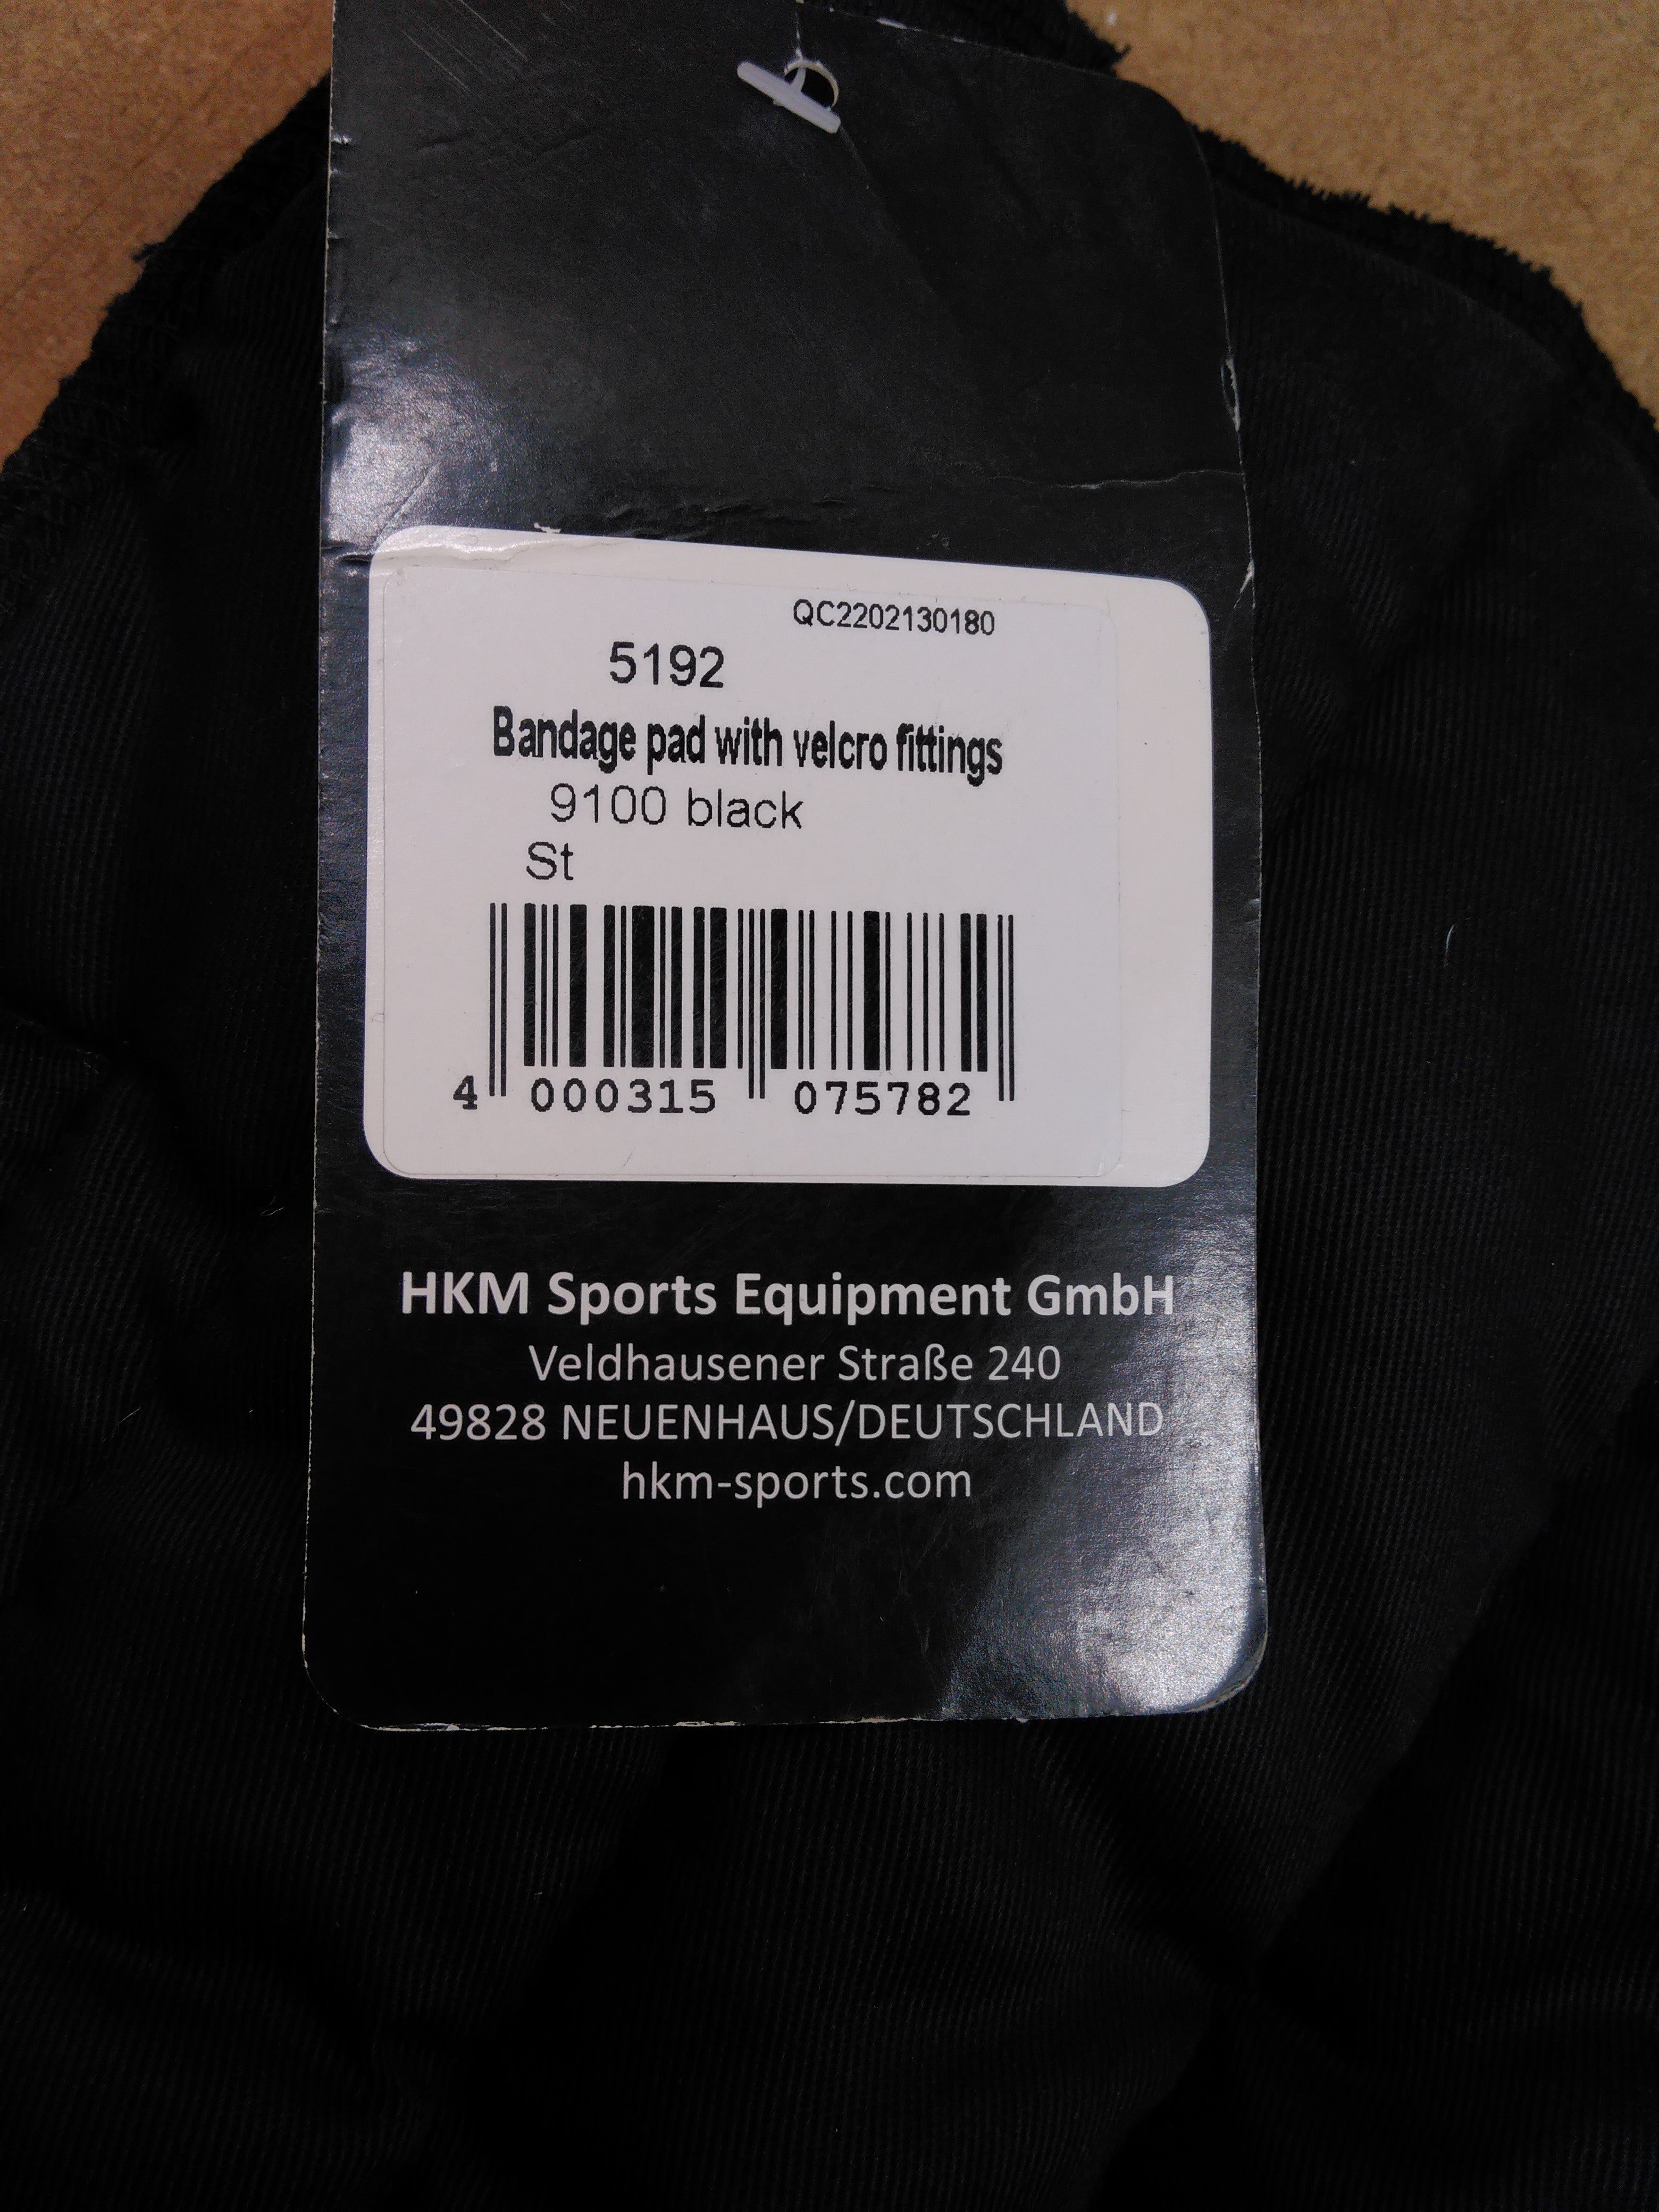 QC2202130180
5192
Bandage pad with velcro fittings
9100 black
St
4 000315 075782
HKM Sports Equipment GmbH
Veldhausener Straße 240
49828 NEUENHAUS/DEUTSCHLAND
hkm-sports.com